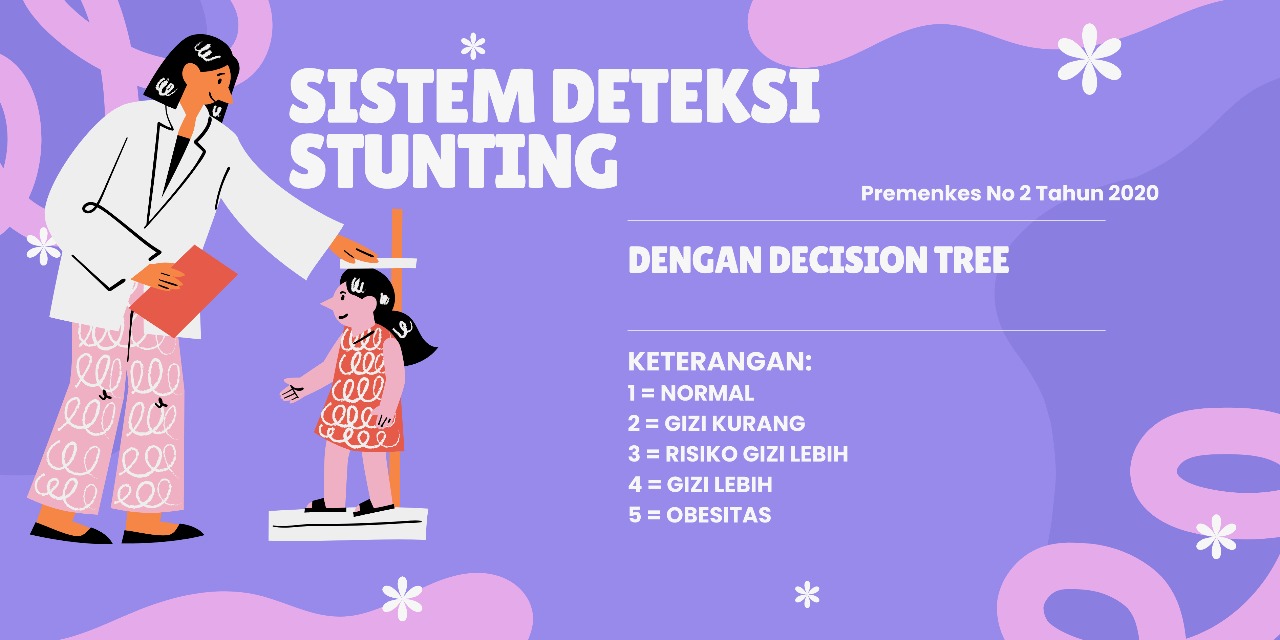 SISTEM DETEKSI
STUNTING
Premenkes No 2 Tahun 2020
DENGAN DECISION TREE
KETERANGAN:
1 = NORMAL
2 = GIZI KURANG
3 = RISIKO GIZI LEBIH
4 = GIZI LEBIH
5 = OBESITAS